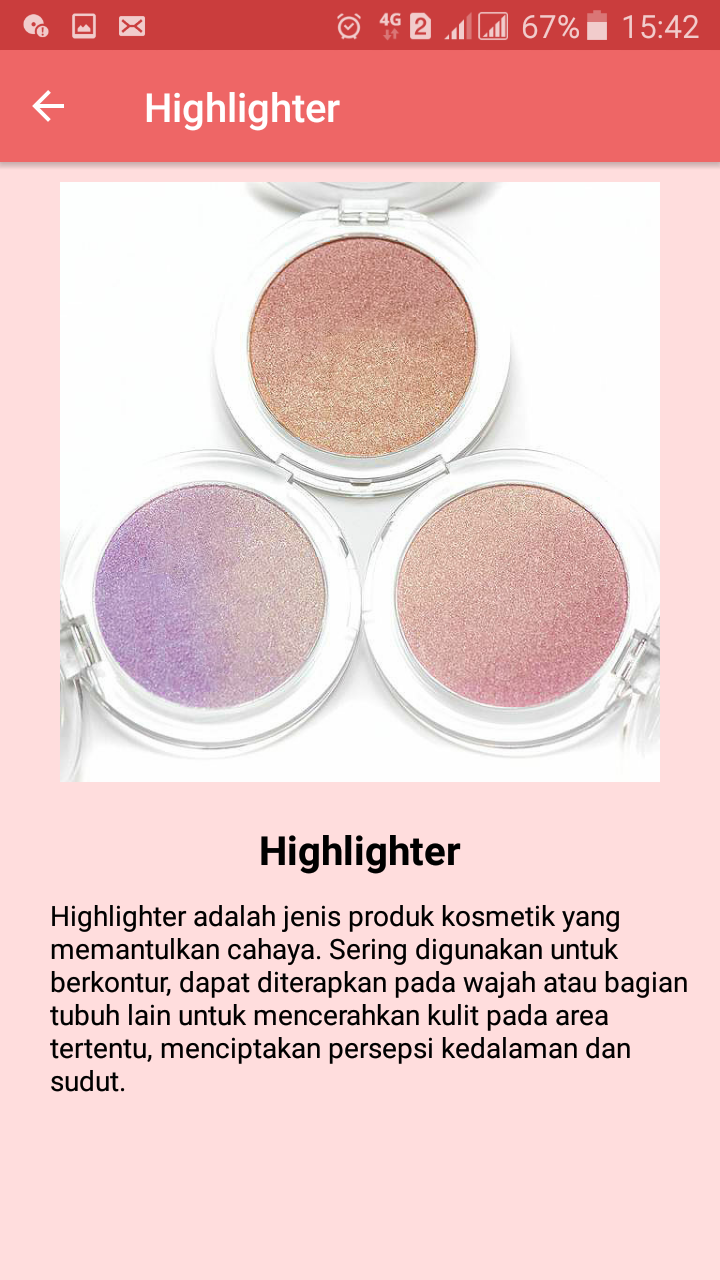 4G 2 67% 15:42
Highlighter
Highlighter
Highlighter adalah jenis produk kosmetik yang
memantulkan cahaya. Sering digunakan untuk
berkontur, dapat diterapkan pada wajah atau bagian
tubuh lain untuk mencerahkan kulit pada area
tertentu, menciptakan persepsi kedalaman dan
sudut.